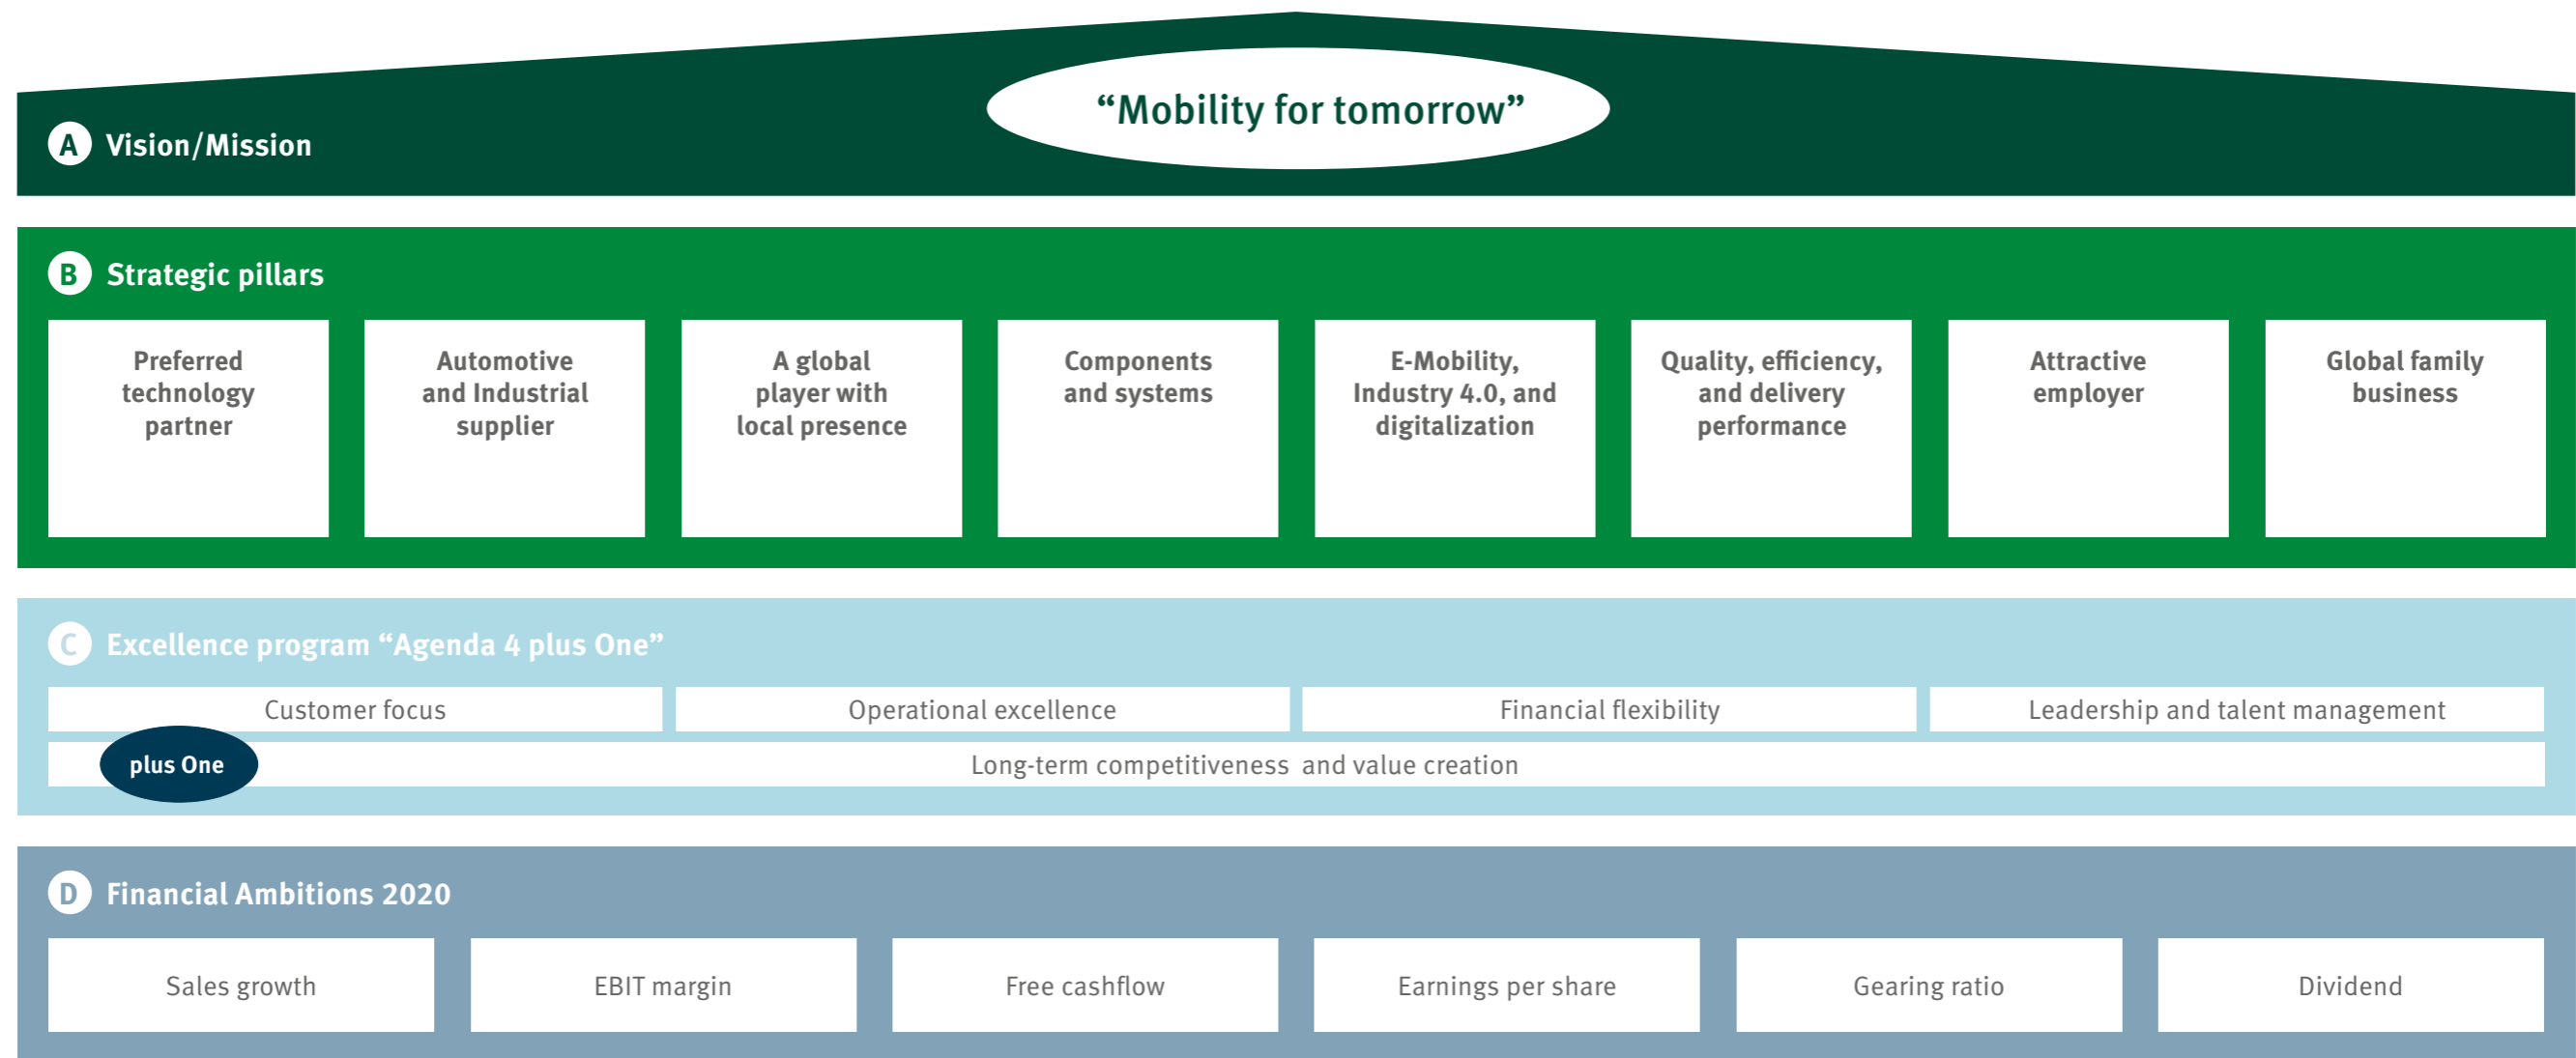 “Mobility for tomorrow”
A Vision/Mission
B Strategic pillars
Preferred
technology
partner
Automotive
and Industrial
supplier
A global
player with
local presence
Components
and systems
E-Mobility,
Industry 4.0, and
digitalization
Quality, efficiency,
and delivery
performance
Attractive
employer
Global family
business
C Excellence program “Agenda 4 plus One”
Customer focus
Operational excellence
Financial flexibility
Leadership and talent management
plus One
Long-term competitiveness and value creation
D Financial Ambitions 2020
Sales growth
EBIT margin
Free cashflow
Earnings per share
Gearing ratio
Dividend